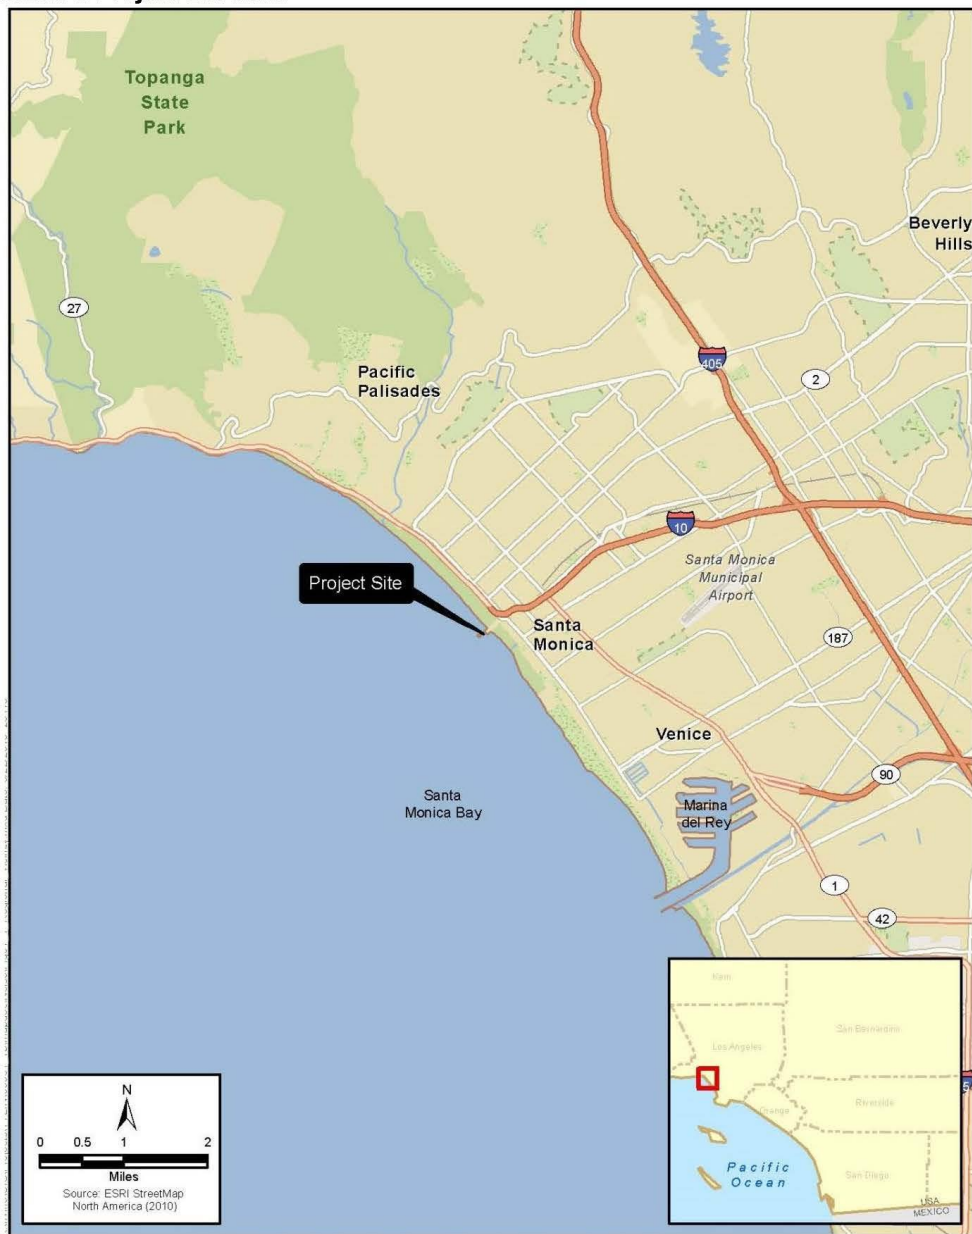 Topanga
State
Park
Beverly
Hills
27
405
Pacific
Palisades
2
10
Santa Monica
Municipal
Airport
Project Site
Santa
Monica
187
Venice
90
Santa
Monica Bay
Marina
del Rey
1
42
Kern
San Bernardino
Los Angeles
Orange
Riverside
Pacific
Ocean
San Diego
USA
MEXICO
5
N
0 0.5 1 2
Miles
Source: ESRI StreetMap
North America (2010)